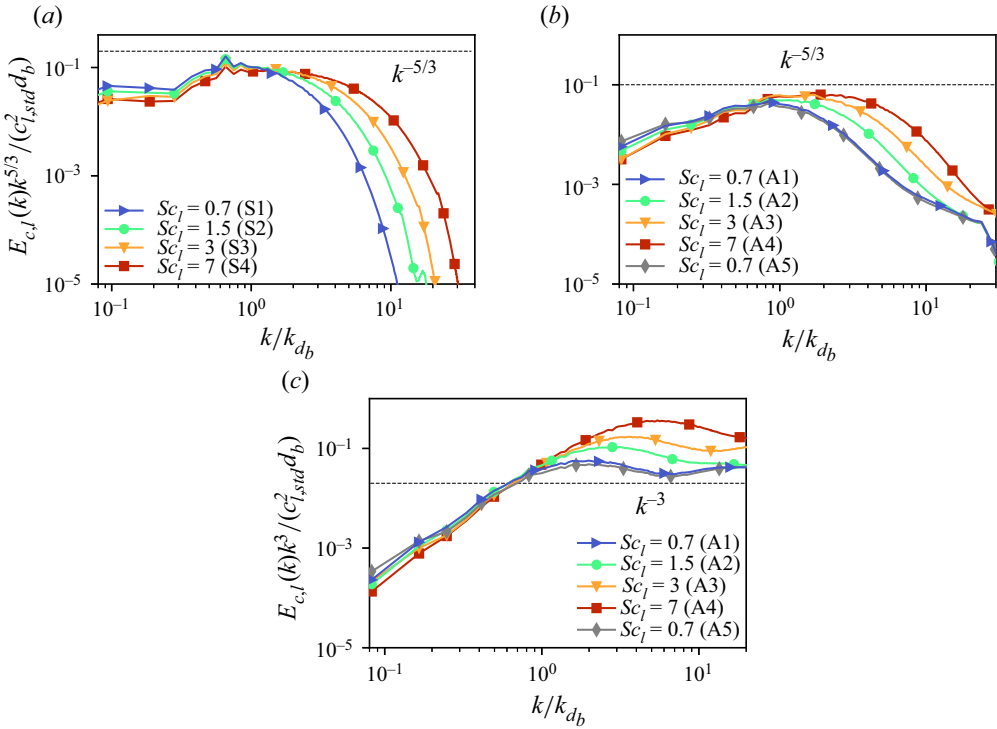 (a)
E_{c,l}(k)k^{5/3}/(c^2_{l,std}d_b)
10^{-1}
10^{-3}
10^{-5}
k^{-5/3}
Sc_l = 0.7 (S1)
Sc_l = 1.5 (S2)
Sc_l = 3 (S3)
Sc_l = 7 (S4)
10^{-1}
10^0
10^1
k/k_{d_b}
(b)
10^{-1}
10^{-3}
10^{-5}
k^{-5/3}
Sc_l = 0.7 (A1)
Sc_l = 1.5 (A2)
Sc_l = 3 (A3)
Sc_l = 7 (A4)
Sc_l = 0.7 (A5)
10^{-1}
10^0
10^1
k/k_{d_b}
(c)
E_{c,l}(k)k^3/(c^2_{l,std}d_b)
10^{-1}
10^{-3}
10^{-5}
k^{-3}
Sc_l = 0.7 (A1)
Sc_l = 1.5 (A2)
Sc_l = 3 (A3)
Sc_l = 7 (A4)
Sc_l = 0.7 (A5)
10^{-1}
10^0
10^1
k/k_{d_b}